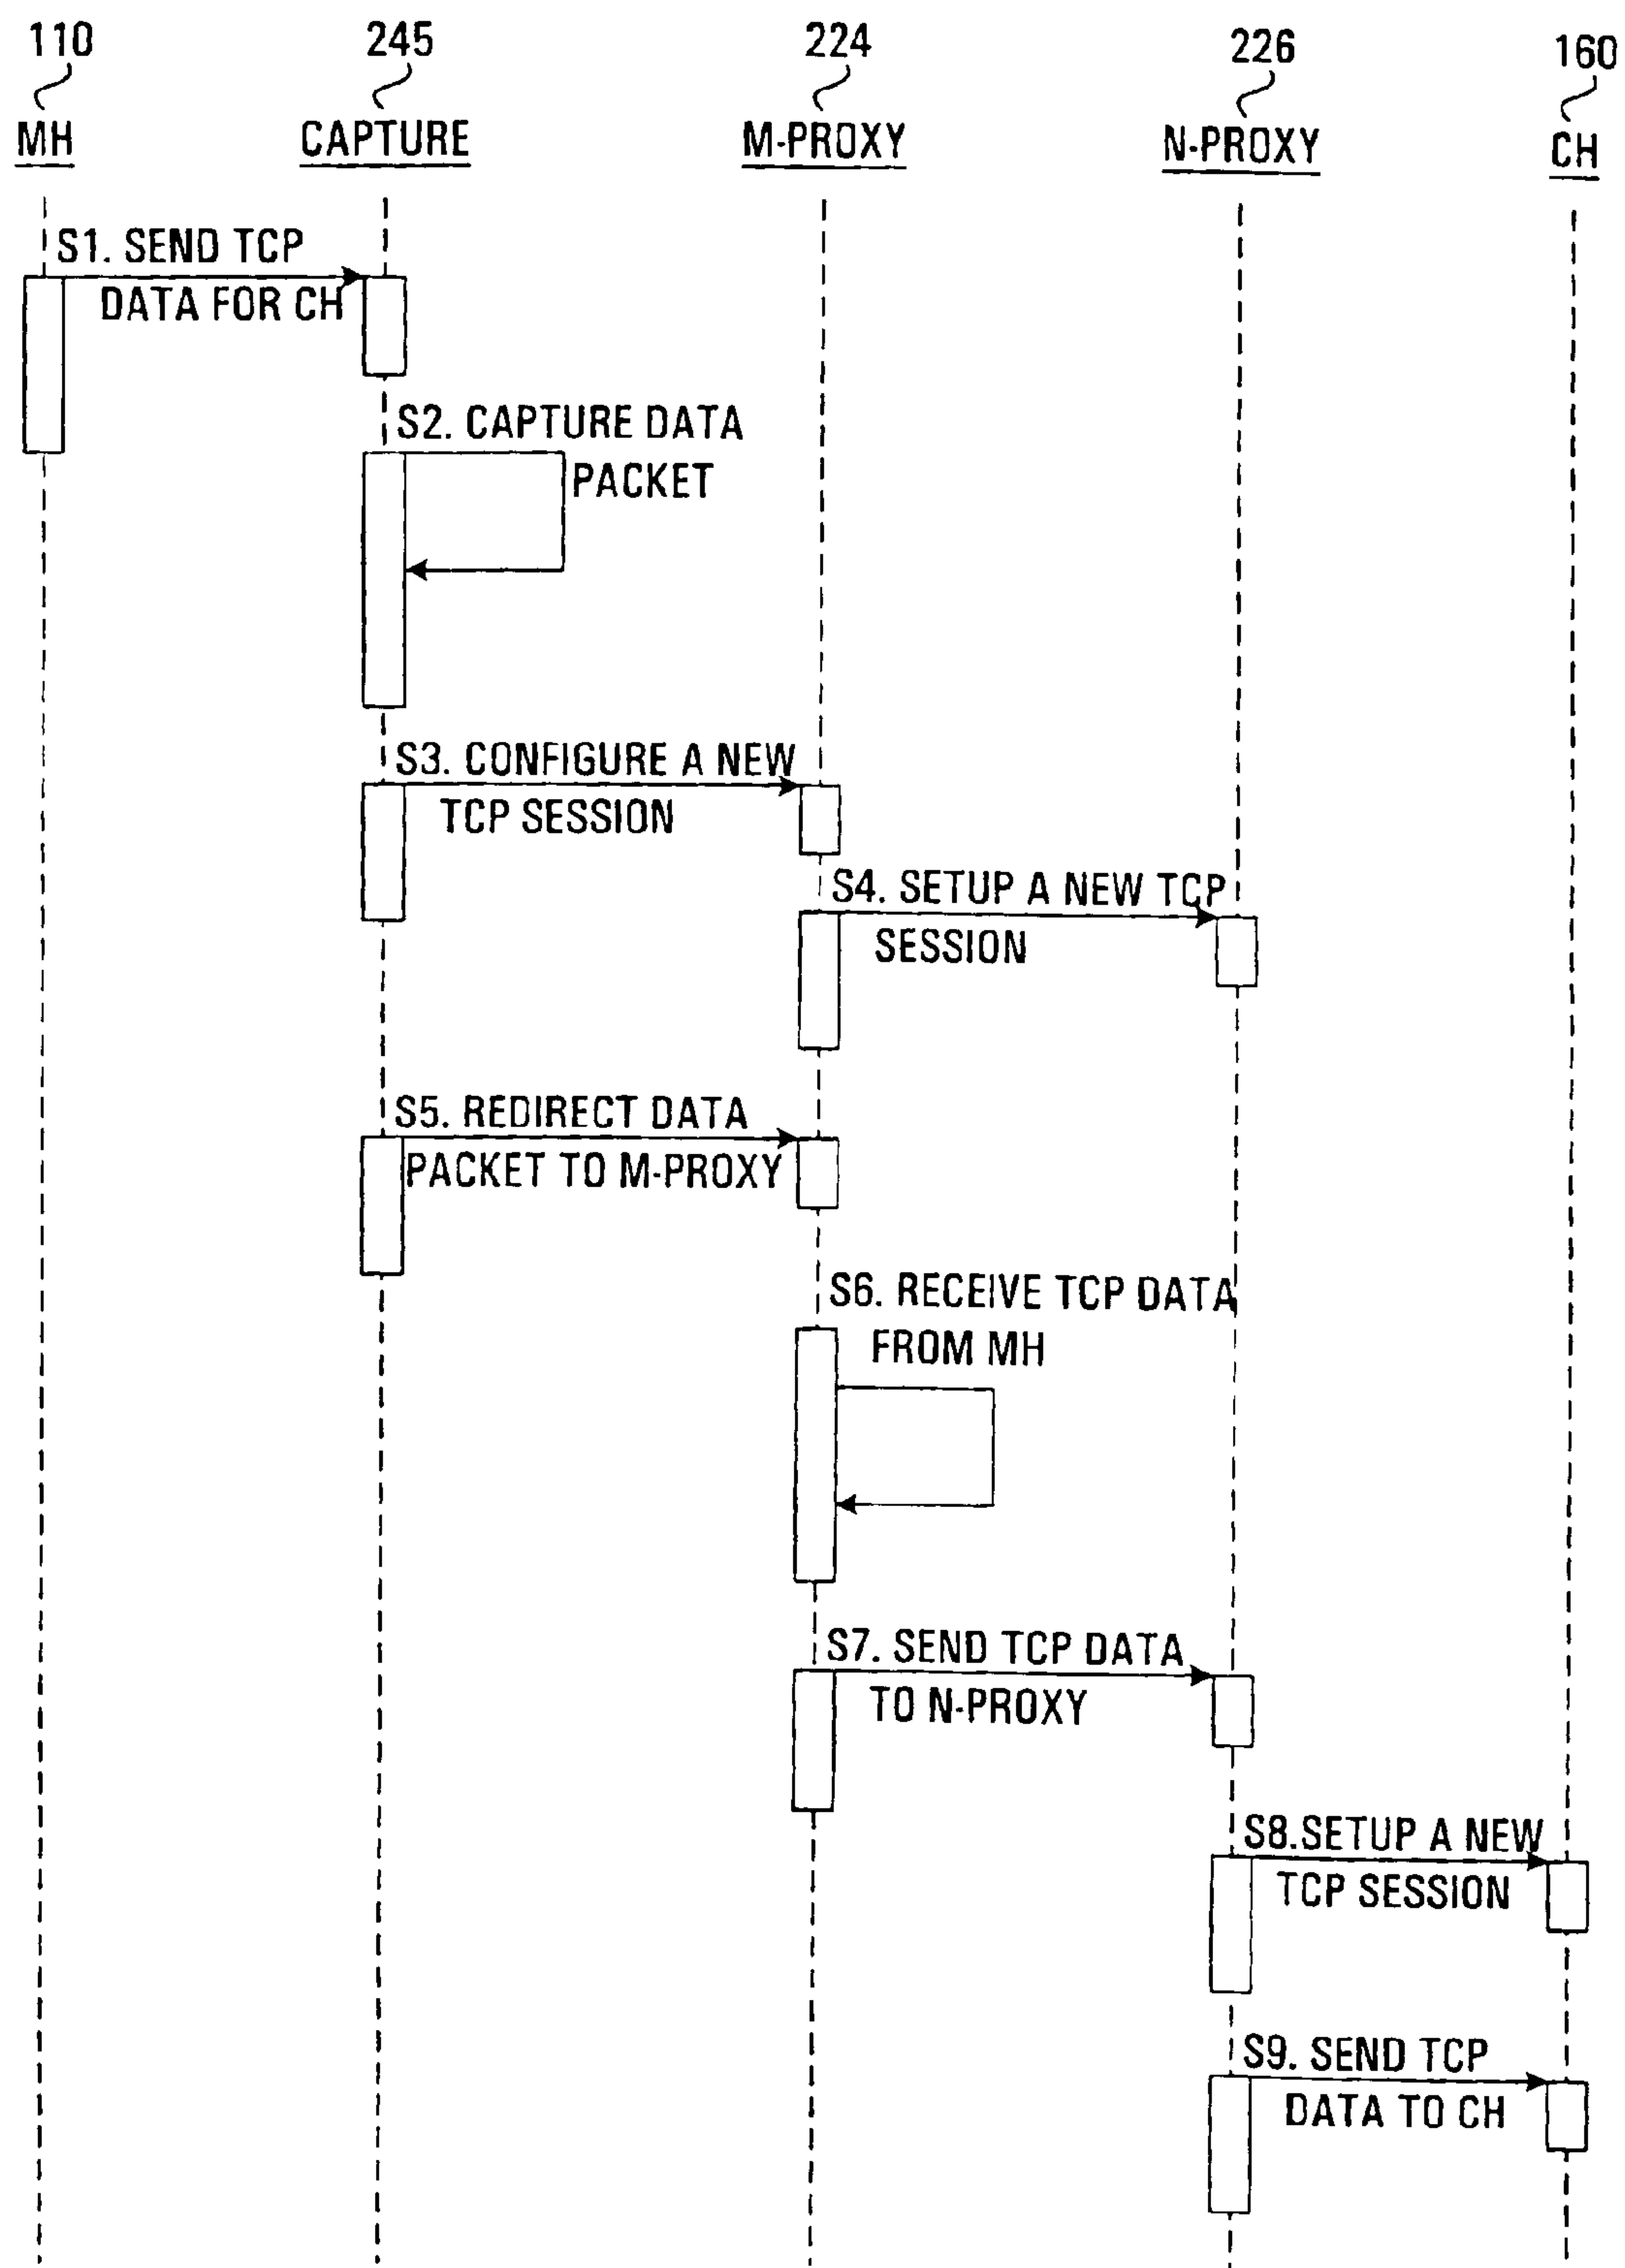 110 245 224 226 160
MH CAPTURE M-PROXY N-PROXY CH
S1. SEND TCP
DATA FOR CH
S2. CAPTURE DATA
PACKET
S3. CONFIGURE A NEW
TCP SESSION
S4. SETUP A NEW TCP
SESSION
S5. REDIRECT DATA
PACKET TO M-PROXY
S6. RECEIVE TCP DATA
FROM MH
S7. SEND TCP DATA
TO N-PROXY
S8.SETUP A NEW
TCP SESSION
S9. SEND TCP
DATA TO CH